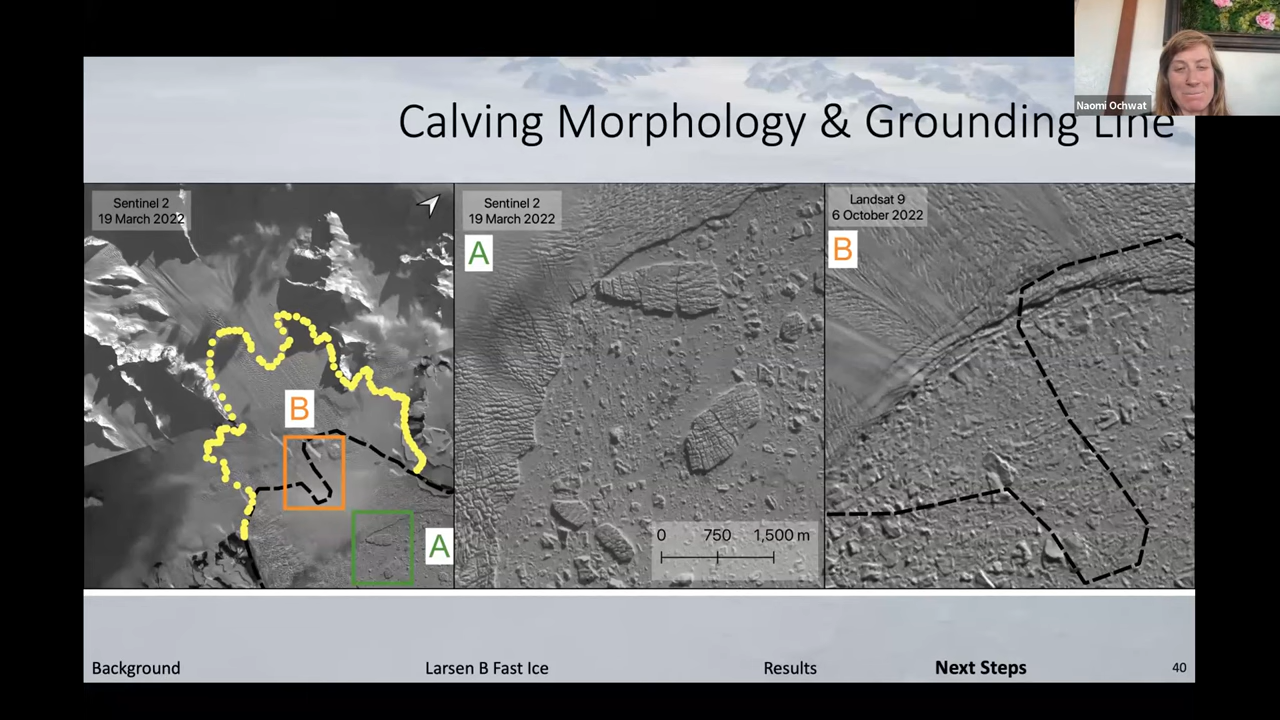 Naomi Ochwat
Calving Morphology & Grounding Line
Sentinel 2
19 March 2022
B
A
Sentinel 2
19 March 2022
A
0 750 1,500 m
Landsat 9
6 October 2022
B
Background Larsen B Fast Ice Results Next Steps 40